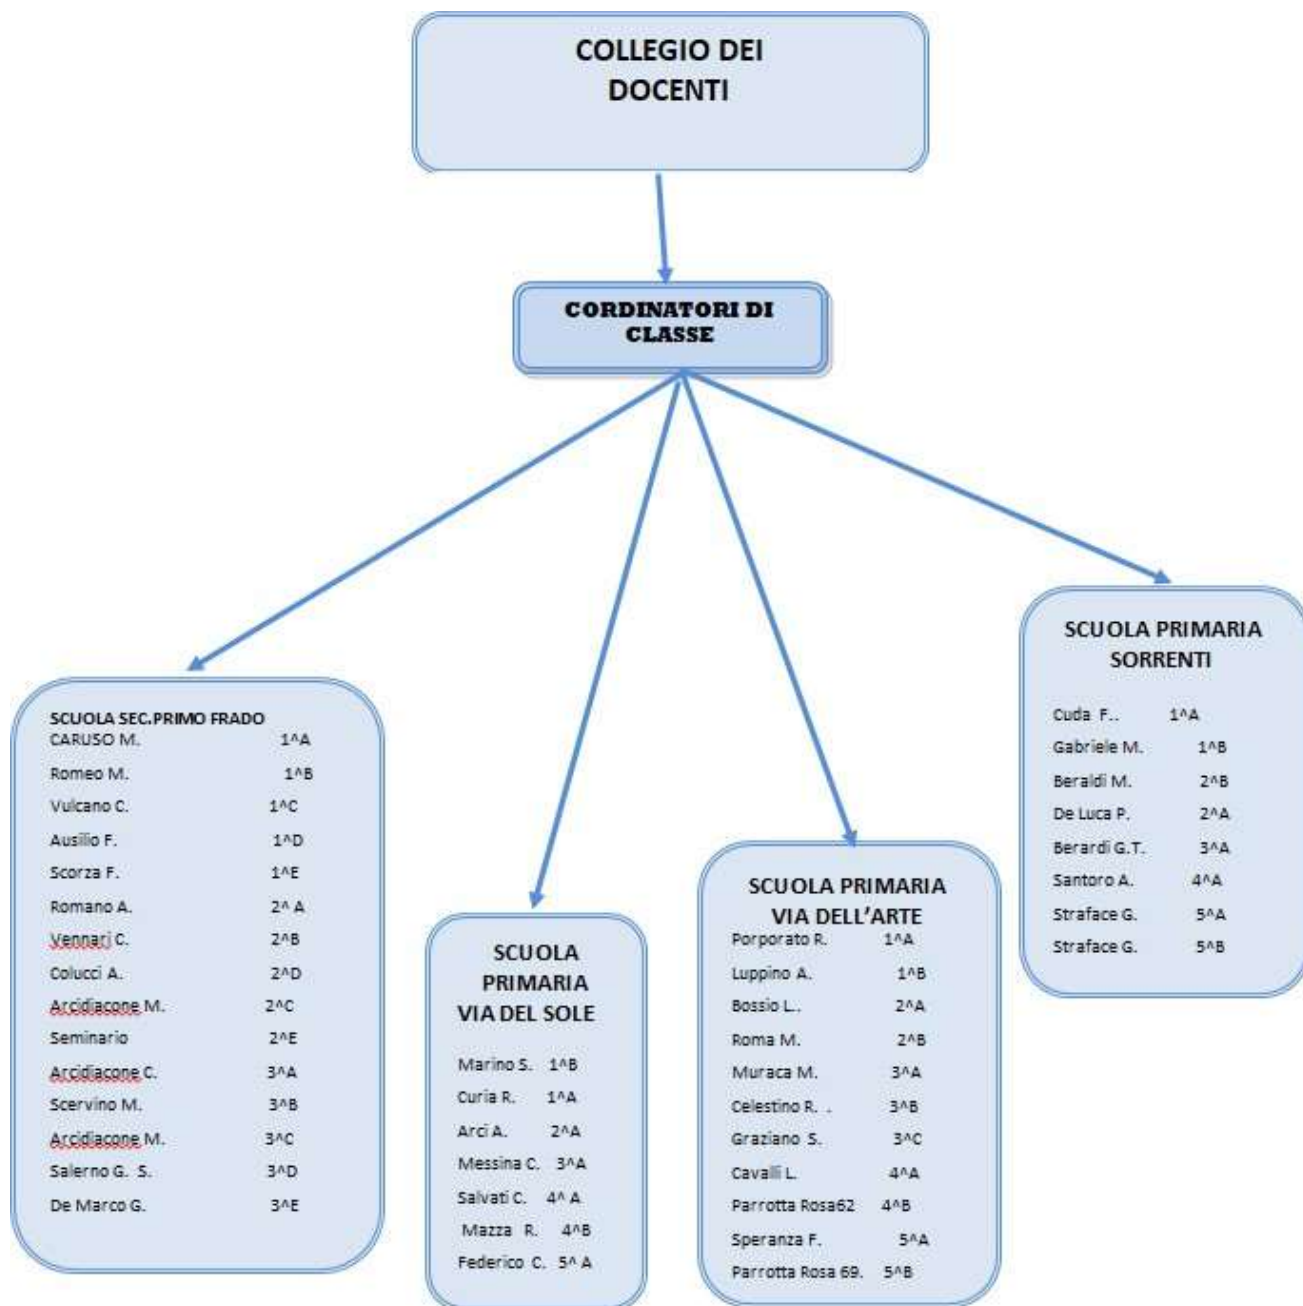 COLLEGIO DEI
DOCENTI
CORDINATORI DI
CLASSE
SCUOLA SEC.PRIMO FRADO
CARUSO M. 1^A
Romeo M. 1^B
Vulcano C. 1^C
Ausilio F. 1^D
Scorza F. 1^E
Romano A. 2^ A
Vennari C. 2^B
Colucci A. 2^D
Arcidiacone M. 2^C
Seminario 2^E
Arcidiacone C. 3^A
Scervino M. 3^B
Arcidiacone M. 3^C
Salerno G. S. 3^D
De Marco G. 3^E
SCUOLA
PRIMARIA
VIA DEL SOLE
Marino S. 1^B
Curia R. 1^A
Arci A. 2^A
Messina C. 3^A
Salvati C. 4^ A
Mazza R. 4^B
Federico C. 5^ A
SCUOLA PRIMARIA
VIA DELL’ARTE
Porporato R. 1^A
Luppino A. 1^B
Bossio L.. 2^A
Roma M. 2^B
Muraca M. 3^A
Celestino R. . 3^B
Graziano S. 3^C
Cavalli L. 4^A
Parrotta Rosa62 4^B
Speranza F. 5^A
Parrotta Rosa 69. 5^B
SCUOLA PRIMARIA
SORRENTI
Cuda F.. 1^A
Gabriele M. 1^B
Beraldi M. 2^B
De Luca P. 2^A
Berardi G.T. 3^A
Santoro A. 4^A
Straface G. 5^A
Straface G. 5^B